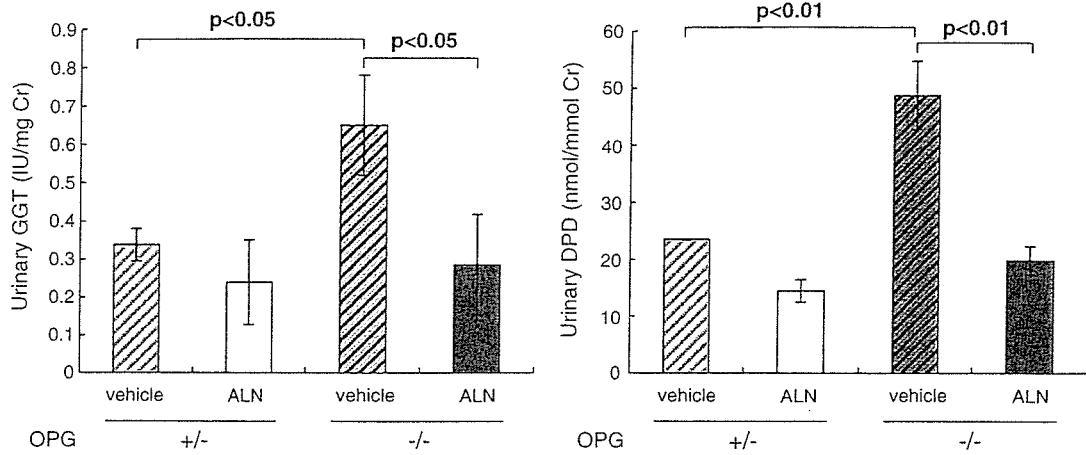 p<0.05
p<0.05
Urinary GGT (IU/mg Cr)
0.9
0.8
0.7
0.6
0.5
0.4
0.3
0.2
0.1
0
vehicle ALN vehicle ALN
OPG +/- -/-
p<0.01
p<0.01
Urinary DPD (nmol/mmol Cr)
60
50
40
30
20
10
0
vehicle ALN vehicle ALN
OPG +/- -/-